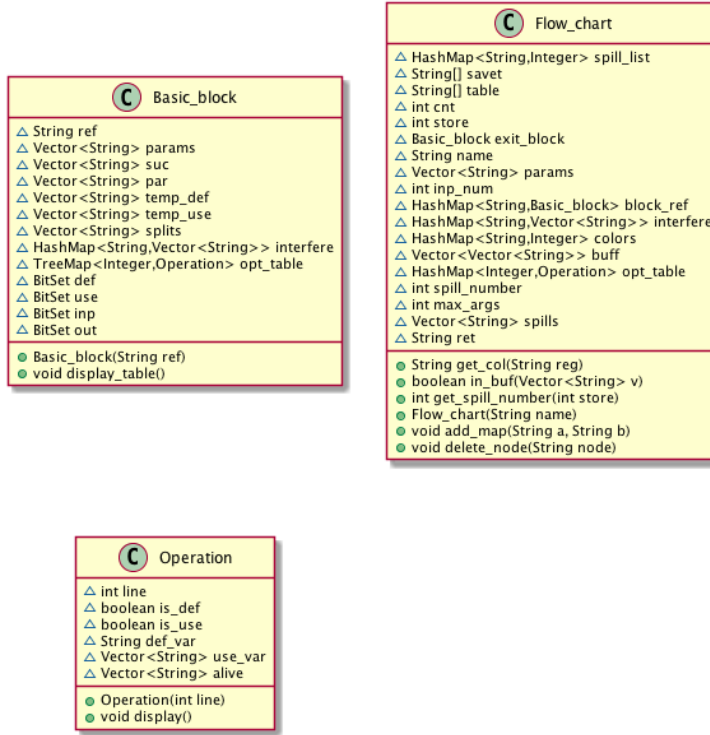 C Basic_block
String ref
Vector<String> params
Vector<String> suc
Vector<String> par
Vector<String> temp_def
Vector<String> temp_use
Vector<String> splits
HashMap<String,Vector<String>> interfere
TreeMap<Integer,Operation> opt_table
BitSet def
BitSet use
BitSet inp
BitSet out
Basic_block(String ref)
void display_table()
C Flow_chart
HashMap<String,Integer> spill_list
String[] savet
String[] table
int cnt
int store
Basic_block exit_block
String name
Vector<String> params
int inp_num
HashMap<String,Basic_block> block_ref
HashMap<String,Vector<String>> interfere
HashMap<String,Integer> colors
Vector<Vector<String>> buff
HashMap<Integer,Operation> opt_table
int spill_number
int max_args
Vector<String> spills
String ret
String get_col(String reg)
boolean in_buf(Vector<String> v)
int get_spill_number(int store)
Flow_chart(String name)
void add_map(String a, String b)
void delete_node(String node)
C Operation
int line
boolean is_def
boolean is_use
String def_var
Vector<String> use_var
Vector<String> alive
Operation(int line)
void display()